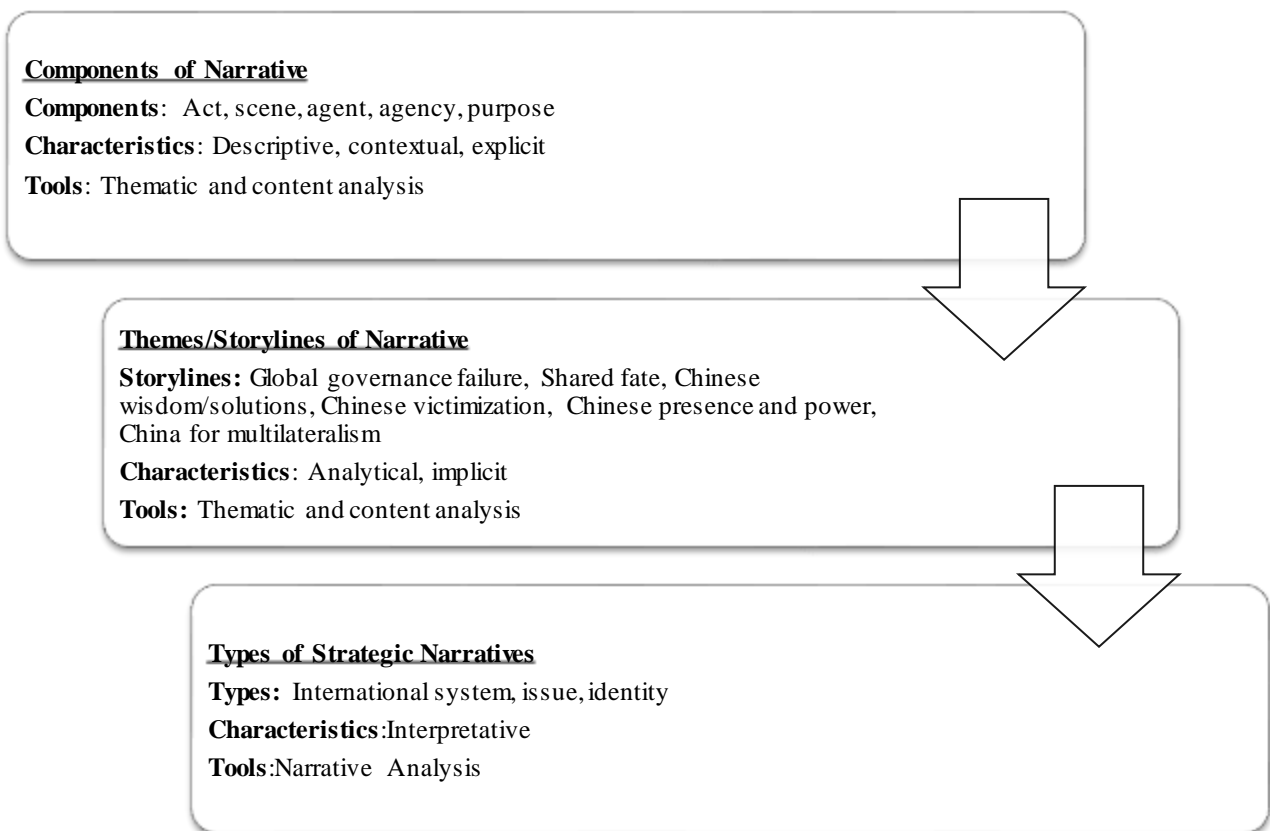 Components of Narrative
Components: Act, scene, agent, agency, purpose
Characteristics: Descriptive, contextual, explicit
Tools: Thematic and content analysis
Themes/Storylines of Narrative
Storylines: Global governance failure, Shared fate, Chinese
wisdom/solutions, Chinese victimization, Chinese presence and power,
China for multilateralism
Characteristics: Analytical, implicit
Tools: Thematic and content analysis
Types of Strategic Narratives
Types: International system, issue, identity
Characteristics:Interpretative
Tools:Narrative Analysis